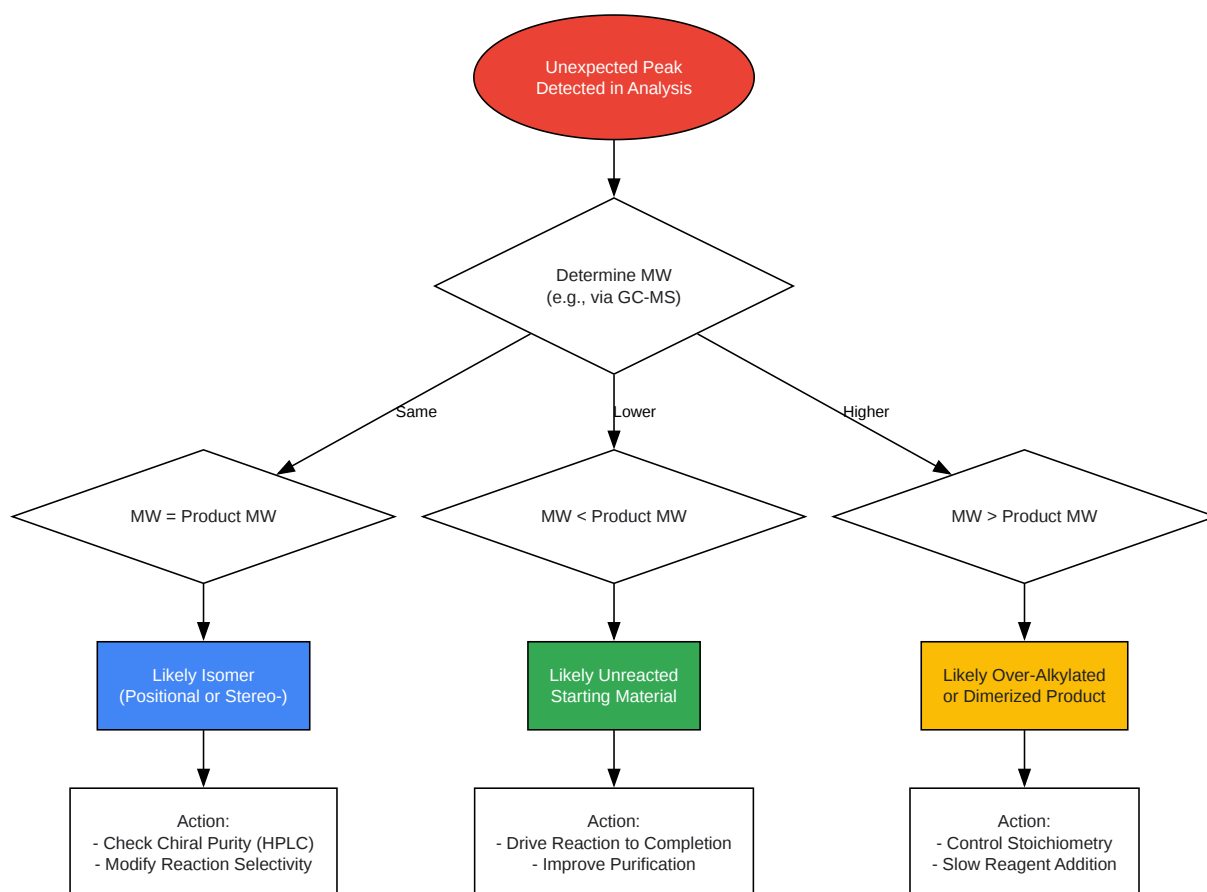 Unexpected Peak
Detected in Analysis
Determine MW
(e.g., via GC-MS)
Same
Lower
Higher
MW = Product MW
MW < Product MW
MW > Product MW
Likely Isomer
(Positional or Stereo-)
Likely Unreacted
Starting Material
Likely Over-Alkylated
or Dimerized Product
Action:
- Check Chiral Purity (HPLC)
- Modify Reaction Selectivity
Action:
- Drive Reaction to Completion
- Improve Purification
Action:
- Control Stoichiometry
- Slow Reagent Addition